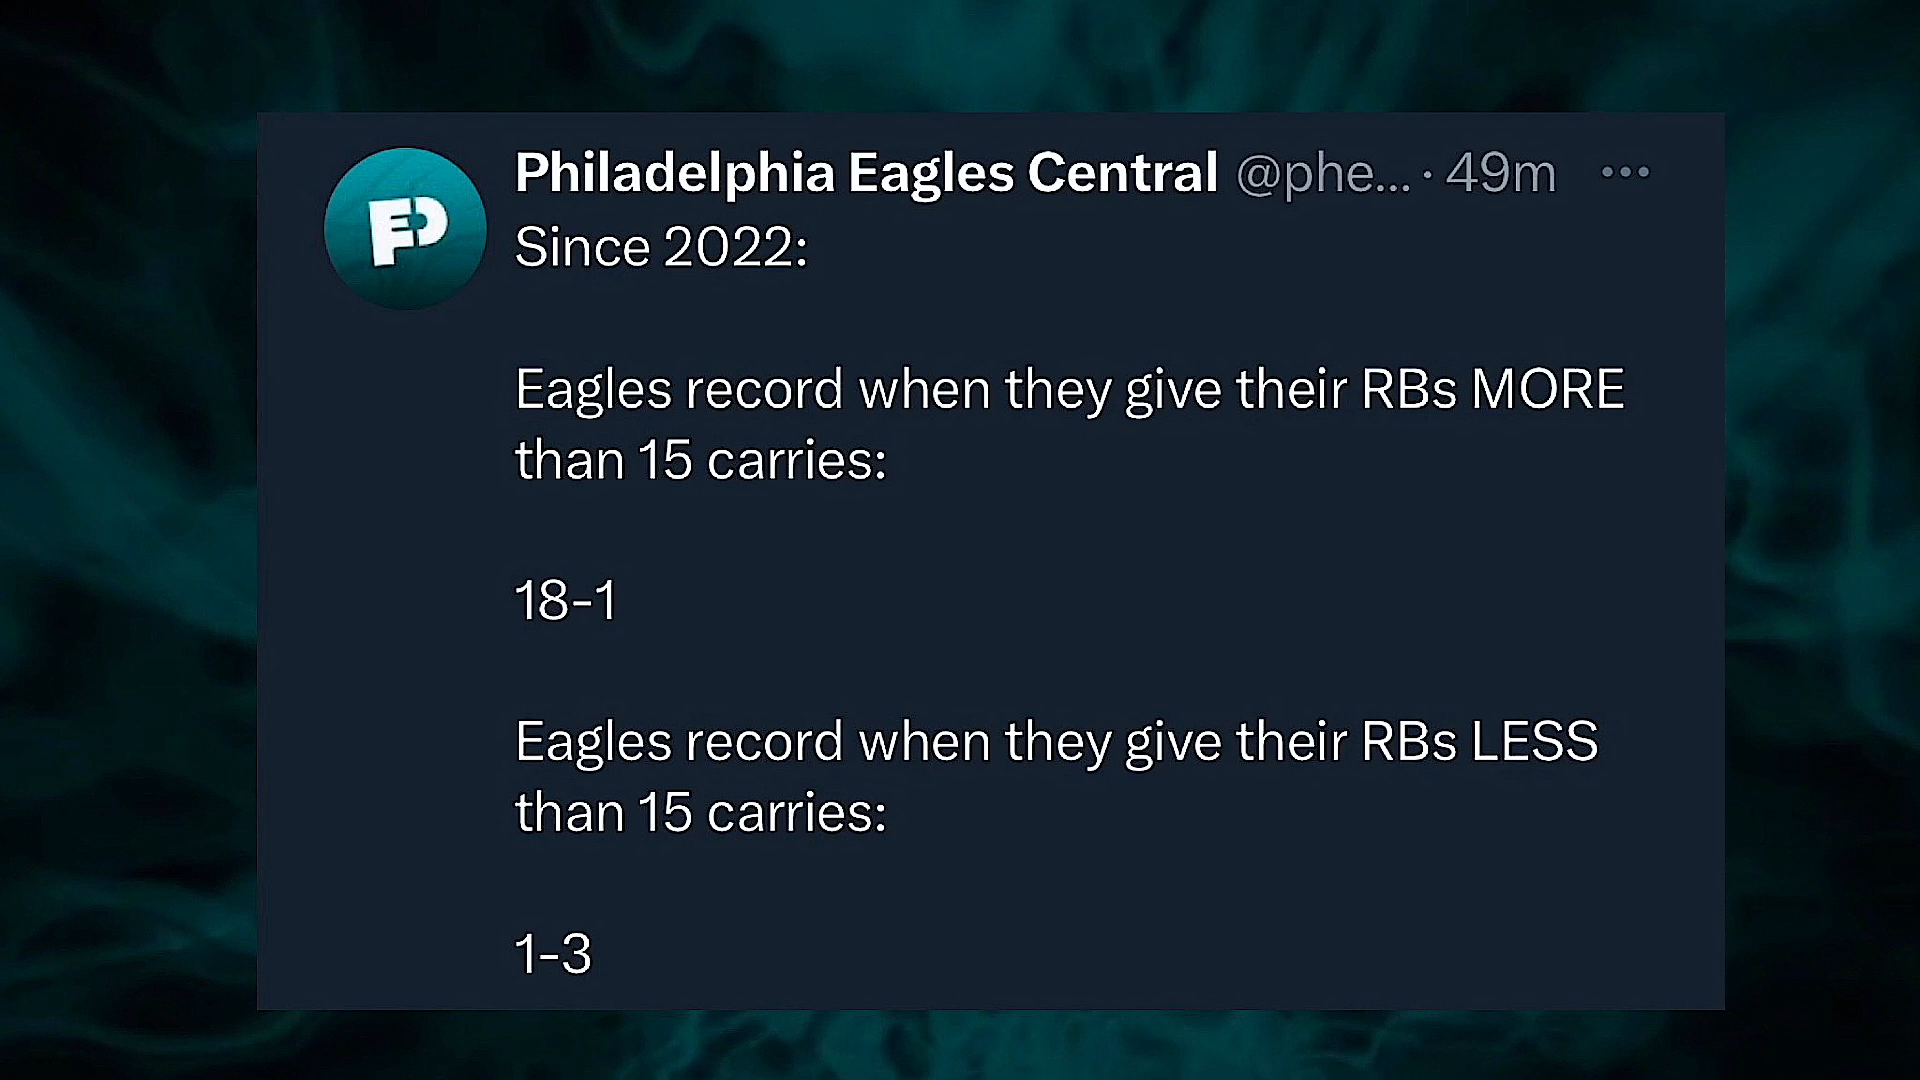 Philadelphia Eagles Central @phe... · 49m ...
Since 2022:
Eagles record when they give their RBs MORE
than 15 carries:
18-1
Eagles record when they give their RBs LESS
than 15 carries:
1-3